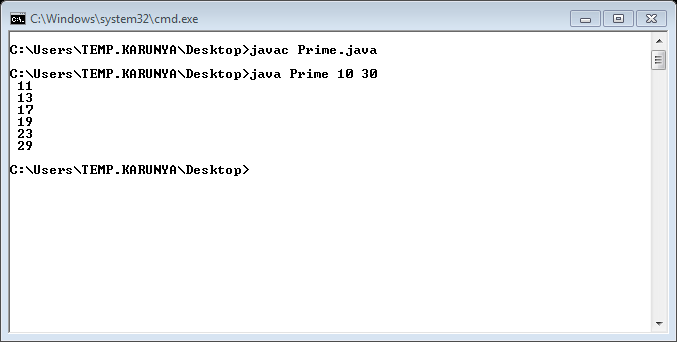 C:\Windows\system32\cmd.exe
C:\Users\TEMP.KARUNYA\Desktop>javac Prime.java
C:\Users\TEMP.KARUNYA\Desktop>java Prime 10 30
11
13
17
19
23
29
C:\Users\TEMP.KARUNYA\Desktop>